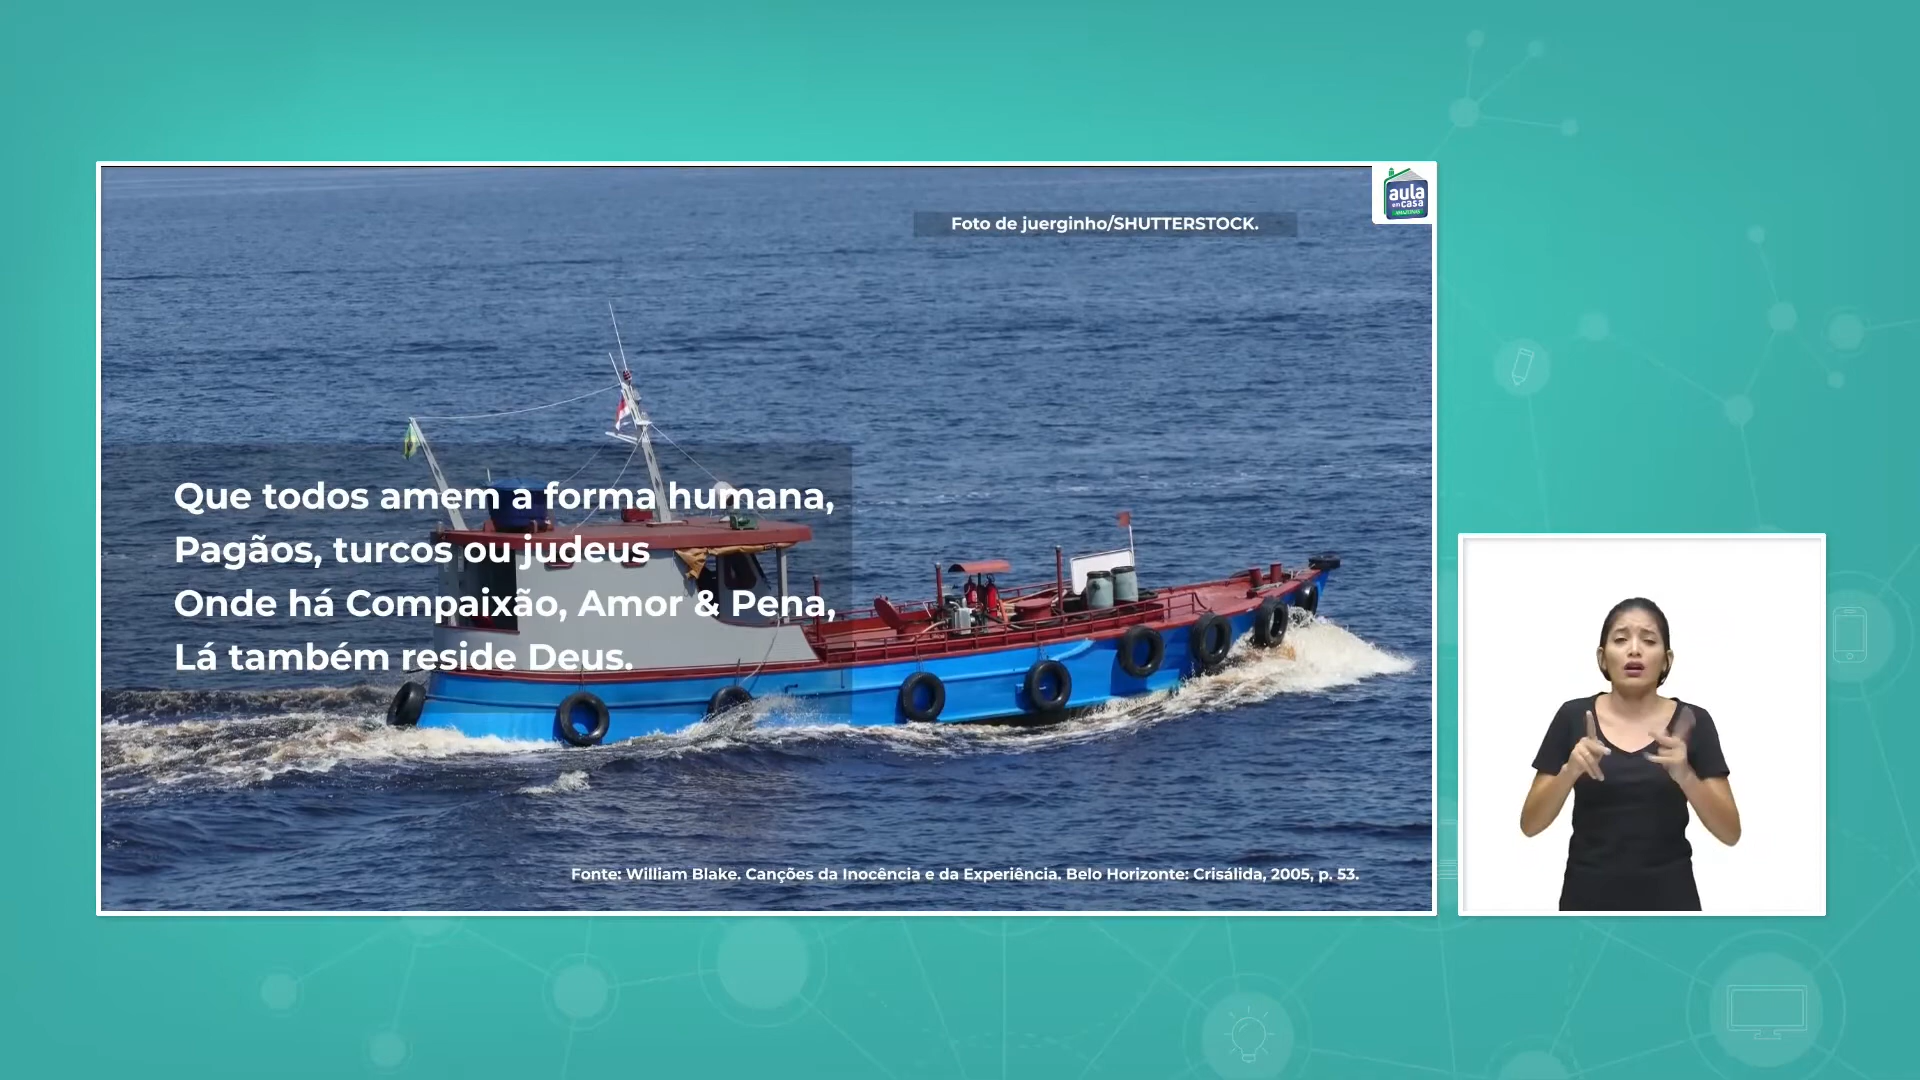 aula
em casa
Foto de juerginho/SHUTTERSTOCK.
Que todos amem a forma humana,
Pagãos, turcos ou judeus
Onde há Compaixão, Amor & Pena,
Lá também reside Deus.
Fonte: William Blake. Canções da Inocência e da Experiência. Belo Horizonte: Crisálida, 2005, p. 53.